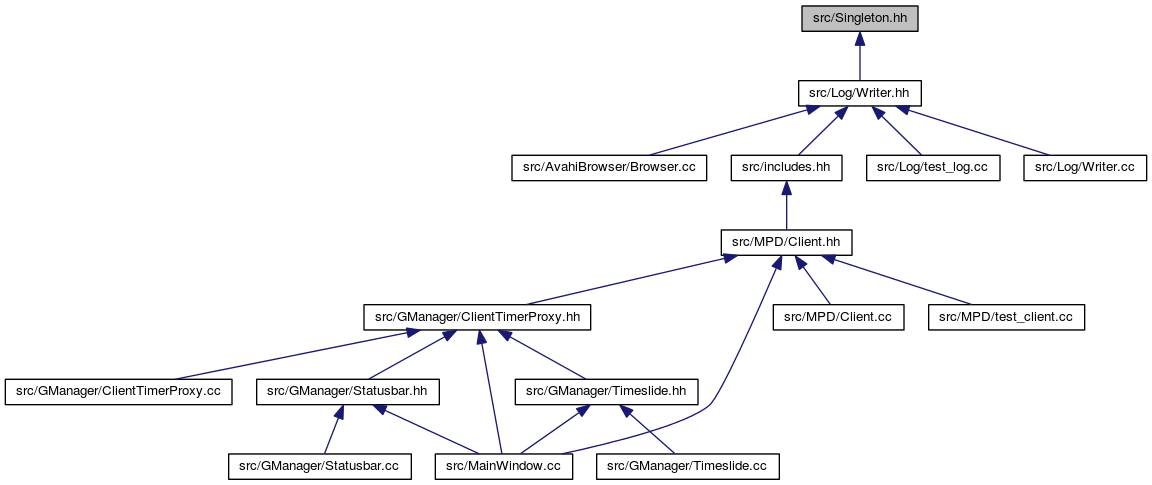 src/Singleton.hh
src/Log/Writer.hh
src/AvahiBrowser/Browser.cc
src/includes.hh
src/Log/test_log.cc
src/Log/Writer.cc
src/MPD/Client.hh
src/GManager/ClientTimerProxy.hh
src/MPD/Client.cc
src/MPD/test_client.cc
src/GManager/ClientTimerProxy.cc
src/GManager/Statusbar.hh
src/GManager/Timeslide.hh
src/GManager/Statusbar.cc
src/MainWindow.cc
src/GManager/Timeslide.cc